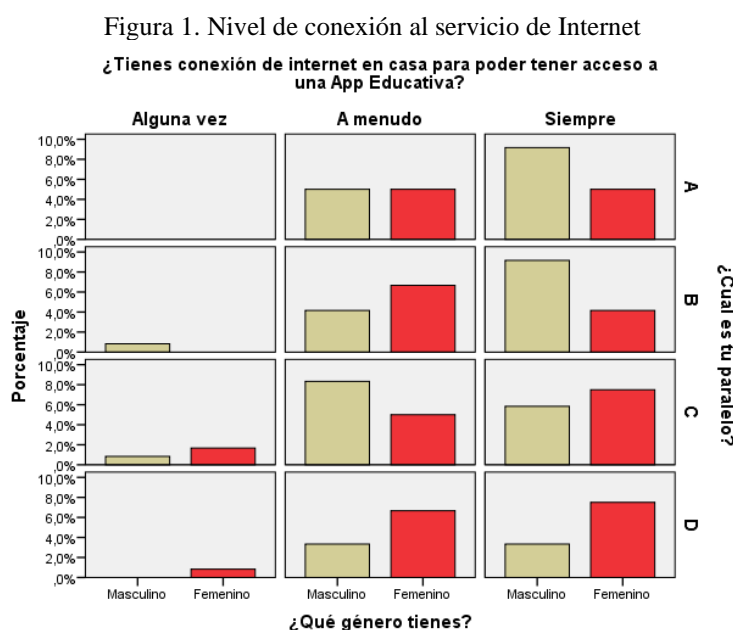 Figura 1. Nivel de conexión al servicio de Internet
¿Tienes conexión de internet en casa para poder tener acceso a
una App Educativa?
Alguna vez
A menudo
Siempre
10,0%
8,0%
6,0%
4,0%
2,0%
,0%
A
10,0%
8,0%
6,0%
4,0%
2,0%
,0%
B
10,0%
8,0%
6,0%
4,0%
2,0%
,0%
C
10,0%
8,0%
6,0%
4,0%
2,0%
,0%
D
Porcentaje
¿Cual es tu paralelo?
Masculino Femenino Masculino Femenino Masculino Femenino
¿Qué género tienes?